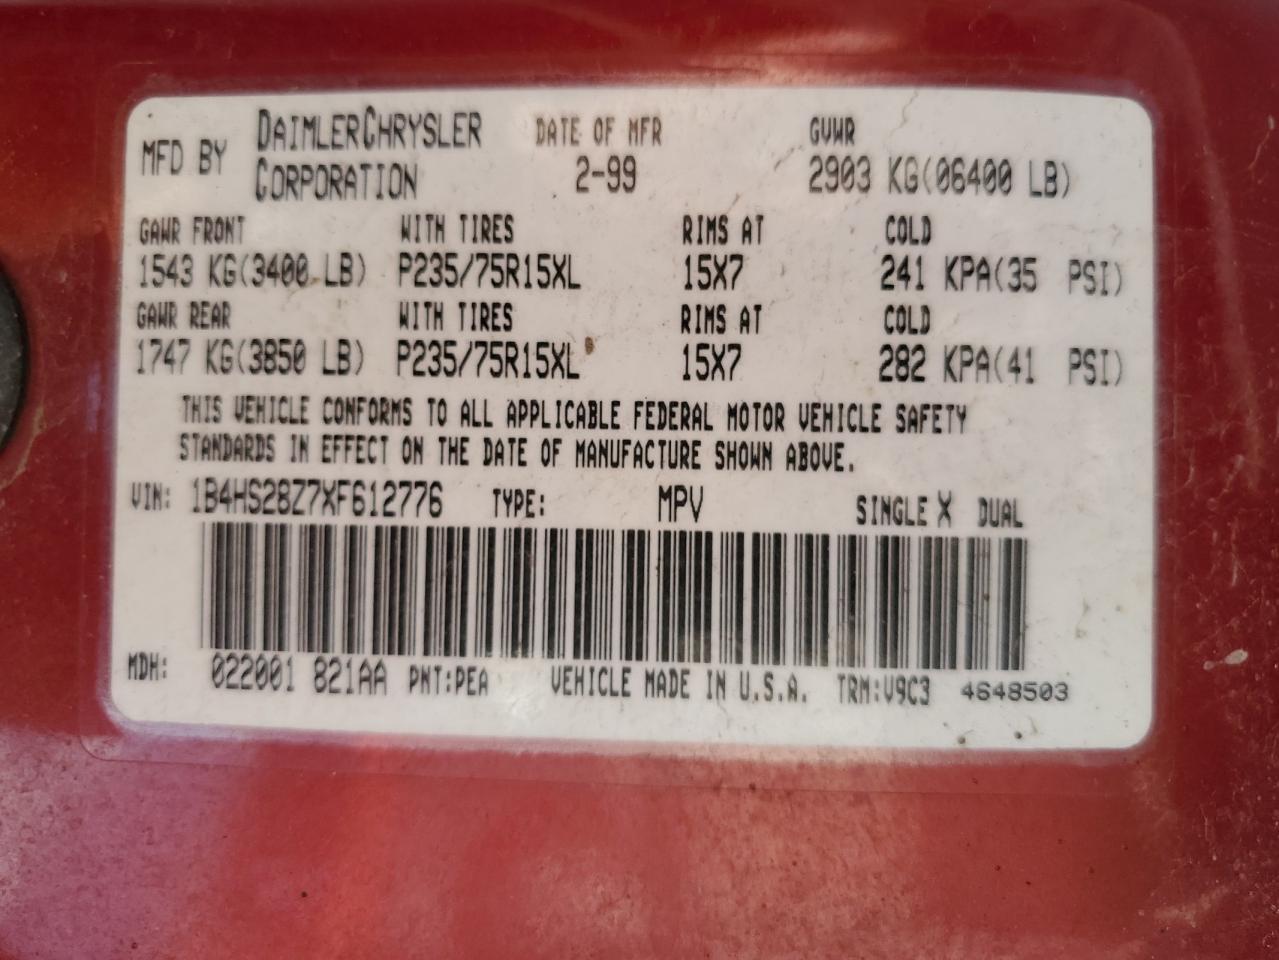 MFD BY DAIMLERCHRYSLER CORPORATION DATE OF MFR 2-99 GVWR 2903 KG(06400 LB)
GAWR FRONT WITH TIRES RIMS AT COLD
1543 KG(3400 LB) P235/75R15XL 15X7 241 KPA(35 PSI)
GAWR REAR WITH TIRES RIMS AT COLD
1747 KG(3850 LB) P235/75R15XL 15X7 282 KPA(41 PSI)
THIS VEHICLE CONFORMS TO ALL APPLICABLE FEDERAL MOTOR VEHICLE SAFETY
STANDARDS IN EFFECT ON THE DATE OF MANUFACTURE SHOWN ABOVE.
VIN: 1B4HS28Z7XF612776 TYPE: MPV SINGLE X DUAL
MDH: 022001 821AA PNT:PEA VEHICLE MADE IN U.S.A. TRM:V9C3 4648503